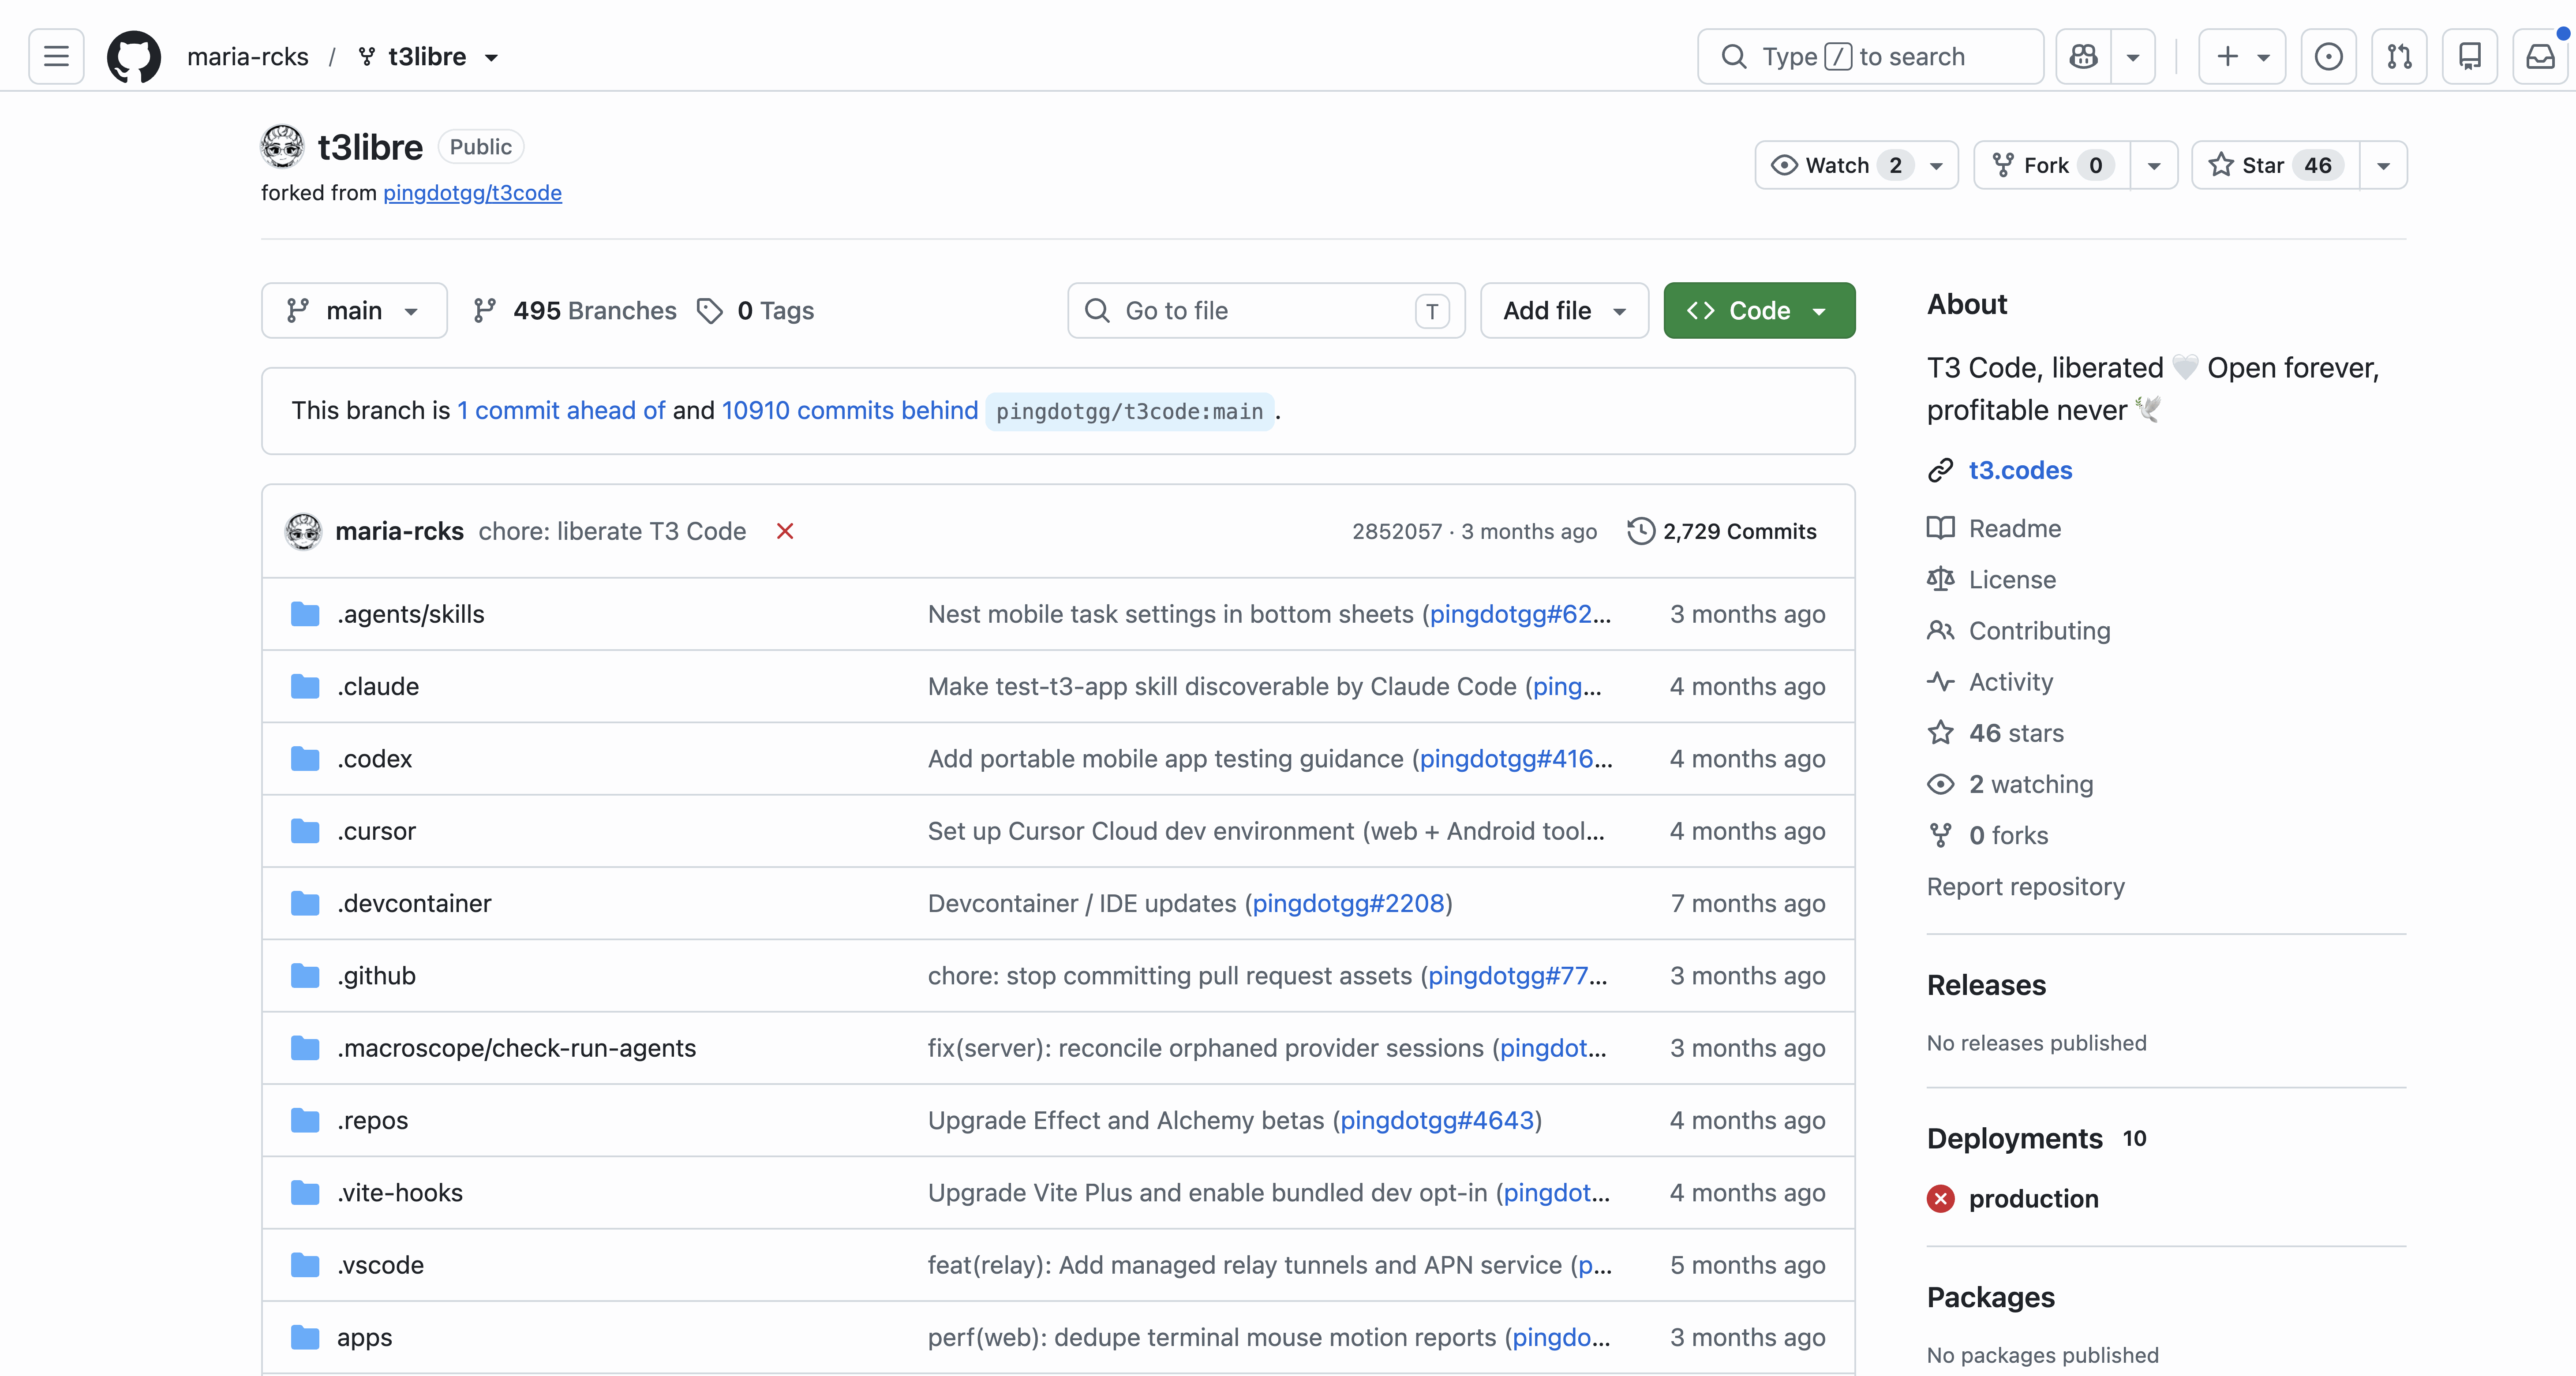 maria-rcks / t3libre
Type / to search
t3libre Public
forked from pingdotgg/t3code
Watch 2
Fork 0
Star 46
main
495 Branches
0 Tags
Go to file T
Add file
Code
This branch is 1 commit ahead of and 10910 commits behind pingdotgg/t3code:main .
maria-rcks chore: liberate T3 Code
2852057 · 3 months ago
2,729 Commits
.agents/skills Nest mobile task settings in bottom sheets (pingdotgg#62... 3 months ago
.claude Make test-t3-app skill discoverable by Claude Code (ping... 4 months ago
.codex Add portable mobile app testing guidance (pingdotgg#416... 4 months ago
.cursor Set up Cursor Cloud dev environment (web + Android tool... 4 months ago
.devcontainer Devcontainer / IDE updates (pingdotgg#2208) 7 months ago
.github chore: stop committing pull request assets (pingdotgg#77... 3 months ago
.macroscope/check-run-agents fix(server): reconcile orphaned provider sessions (pingdot... 3 months ago
.repos Upgrade Effect and Alchemy betas (pingdotgg#4643) 4 months ago
.vite-hooks Upgrade Vite Plus and enable bundled dev opt-in (pingdot... 4 months ago
.vscode feat(relay): Add managed relay tunnels and APN service (p... 5 months ago
apps perf(web): dedupe terminal mouse motion reports (pingdo... 3 months ago
About
T3 Code, liberated 🤍 Open forever,
profitable never 🕊️
t3.codes
Readme
License
Contributing
Activity
46 stars
2 watching
0 forks
Report repository
Releases
No releases published
Deployments 10
production
Packages
No packages published